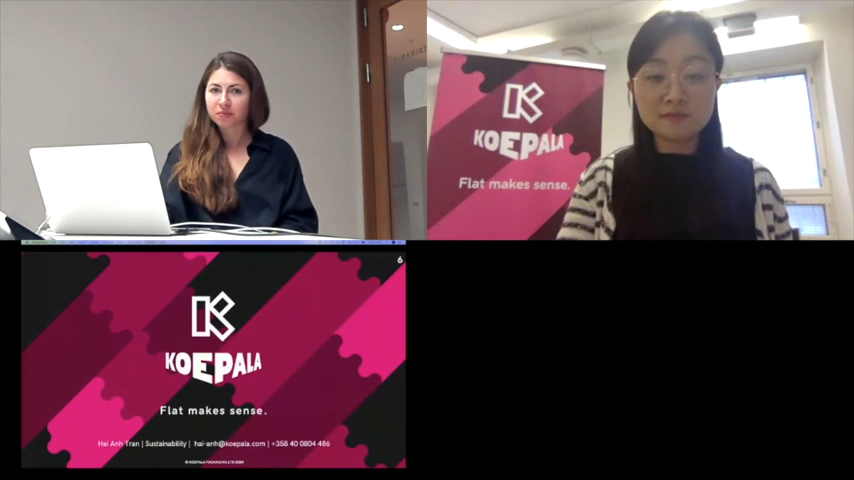 KOEPALA
Flat makes sense.
6
KOEPALA
Flat makes sense.
Hai Anh Tran | Sustainability | hai-anh@koepala.com | +358 40 0804 486